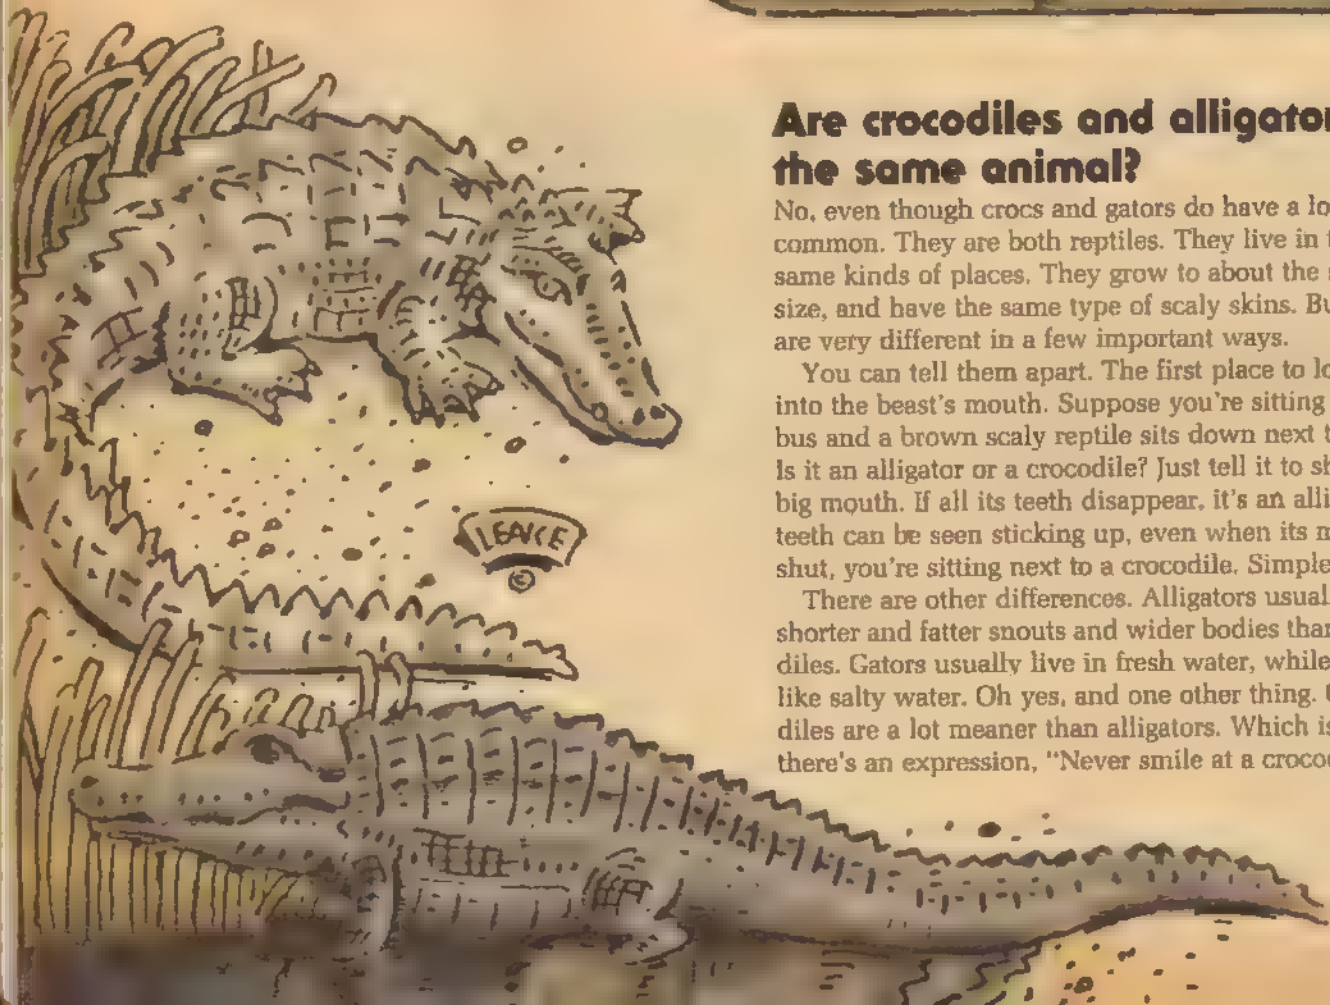 Are crocodiles and alligator
the same animal?
No, even though crocs and gators do have a lo
common. They are both reptiles. They live in t
same kinds of places. They grow to about the s
size, and have the same type of scaly skins. Bu
are very different in a few important ways.
You can tell them apart. The first place to lo
into the beast's mouth. Suppose you're sitting
bus and a brown scaly reptile sits down next t
Is it an alligator or a crocodile? Just tell it to sh
big mouth. If all its teeth disappear, it's an alli
teeth can be seen sticking up, even when its m
shut, you're sitting next to a crocodile. Simple
There are other differences. Alligators usual
shorter and fatter snouts and wider bodies than
diles. Gators usually live in fresh water, while
like salty water. Oh yes, and one other thing. C
diles are a lot meaner than alligators. Which is
there's an expression, "Never smile at a croco
©